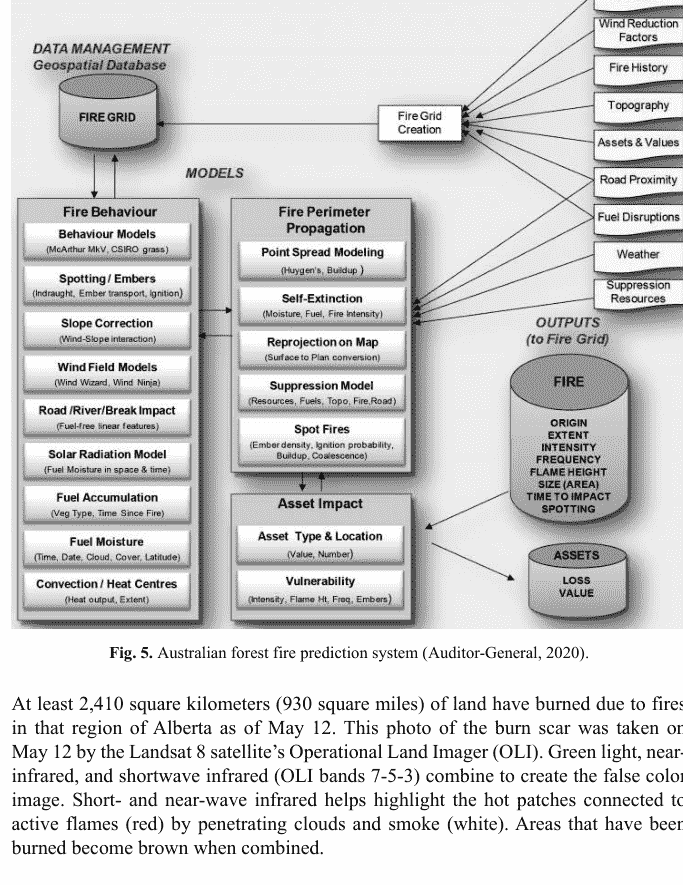 DATA MANAGEMENT
Geospatial Database
FIRE GRID
Fire Grid
Creation
Wind Reduction
Factors
Fire History
Topography
Assets & Values
Road Proximity
Fuel Disruptions
Weather
Suppression
Resources
MODELS
Fire Behaviour
Behaviour Models
(McArthur MkV, CSIRO grass)
Spotting / Embers
(Indraught, Ember transport, Ignition)
Slope Correction
(Wind-Slope interaction)
Wind Field Models
(Wind Wizard, Wind Ninja)
Road /River/Break Impact
(Fuel-free linear features)
Solar Radiation Model
(Fuel Moisture in space & time)
Fuel Accumulation
(Veg Type, Time Since Fire)
Fuel Moisture
(Time, Date, Cloud, Cover, Latitude)
Convection / Heat Centres
(Heat output, Extent)
Fire Perimeter
Propagation
Point Spread Modeling
(Huygen's, Buildup )
Self-Extinction
(Moisture, Fuel, Fire Intensity)
Reprojection on Map
(Surface to Plan conversion)
Suppression Model
(Resources, Fuels, Topo, Fire,Road)
Spot Fires
(Ember density, Ignition probability,
Buildup, Coalescence)
Asset Impact
Asset Type & Location
(Value, Number)
Vulnerability
(Intensity, Flame Ht, Freq, Embers)
OUTPUTS
(to Fire Grid)
FIRE
ORIGIN
EXTENT
INTENSITY
FREQUENCY
FLAME HEIGHT
SIZE (AREA)
TIME TO IMPACT
SPOTTING
ASSETS
LOSS
VALUE
Fig. 5. Australian forest fire prediction system (Auditor-General, 2020).
At least 2,410 square kilometers (930 square miles) of land have burned due to fires
in that region of Alberta as of May 12. This photo of the burn scar was taken on
May 12 by the Landsat 8 satellite's Operational Land Imager (OLI). Green light, near-
infrared, and shortwave infrared (OLI bands 7-5-3) combine to create the false color
image. Short- and near-wave infrared helps highlight the hot patches connected to
active flames (red) by penetrating clouds and smoke (white). Areas that have been
burned become brown when combined.